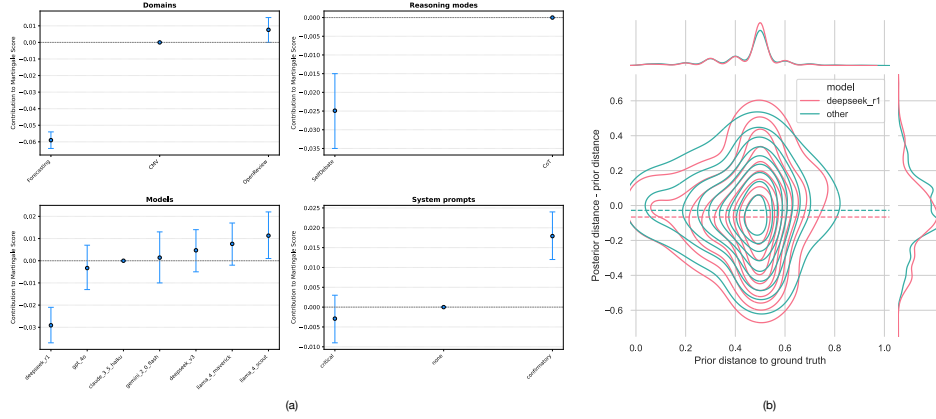 Domains
Contribution to Martingale Score
0.01
0.00
−0.01
−0.02
−0.03
−0.04
−0.05
−0.06
Forecasting
CMV
OpenReview
Reasoning modes
Contribution to Martingale Score
0.000
−0.005
−0.010
−0.015
−0.020
−0.025
−0.030
−0.035
SelfDebate
CoT
Models
Contribution to Martingale Score
0.02
0.01
0.00
−0.01
−0.02
−0.03
deepseek_r1
gpt_4o
claude_3_5_haiku
gemini_2_0_flash
deepseek_v3
llama_4_maverick
llama_4_scout
System prompts
Contribution to Martingale Score
0.025
0.020
0.015
0.010
0.005
0.000
−0.005
−0.010
critical
none
confirmatory
(a)
model
deepseek_r1
other
Posterior distance - prior distance
0.6
0.4
0.2
0.0
−0.2
−0.4
−0.6
0.0
0.2
0.4
0.6
0.8
1.0
Prior distance to ground truth
(b)